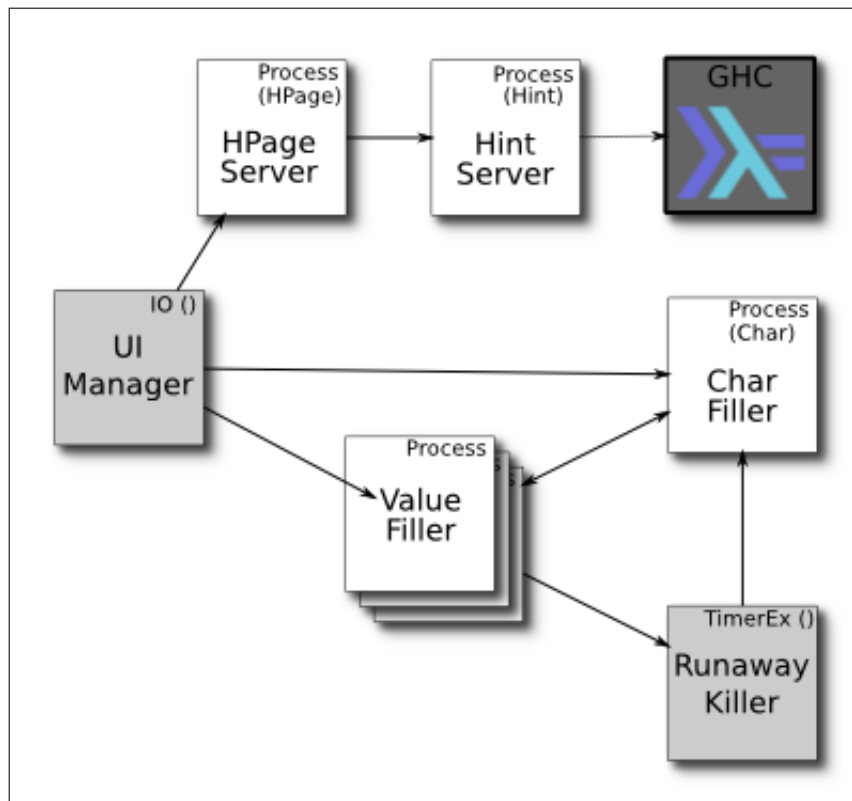 Process
(HPage)
HPage
Server
Process
(Hint)
Hint
Server
GHC
IO ()
UI
Manager
Process
(Char)
Char
Filler
Process
Value
Filler
TimerEx ()
Runaway
Killer